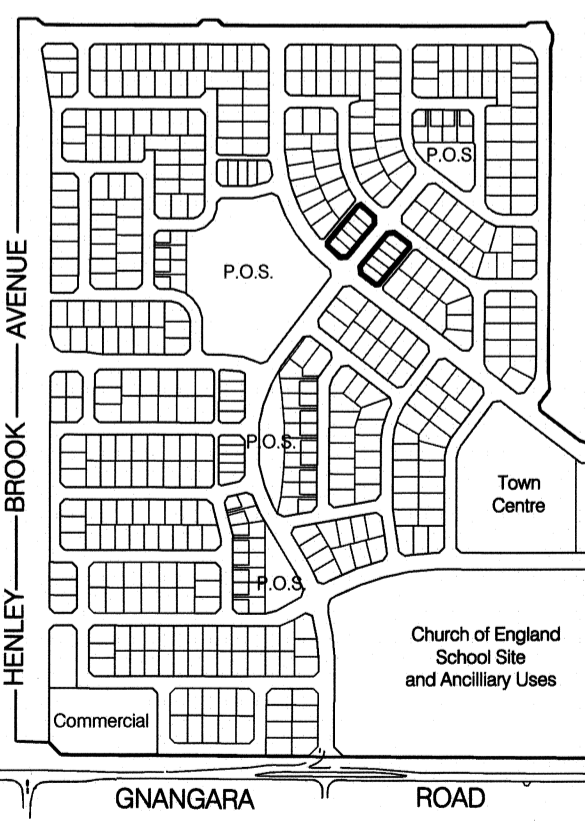 P.O.S.
P.O.S.
P.O.S.
P.O.S.
Town
Centre
Church of England
School Site
and Ancilliary Uses
Commercial
HENLEY BROOK AVENUE
GNANGARA ROAD